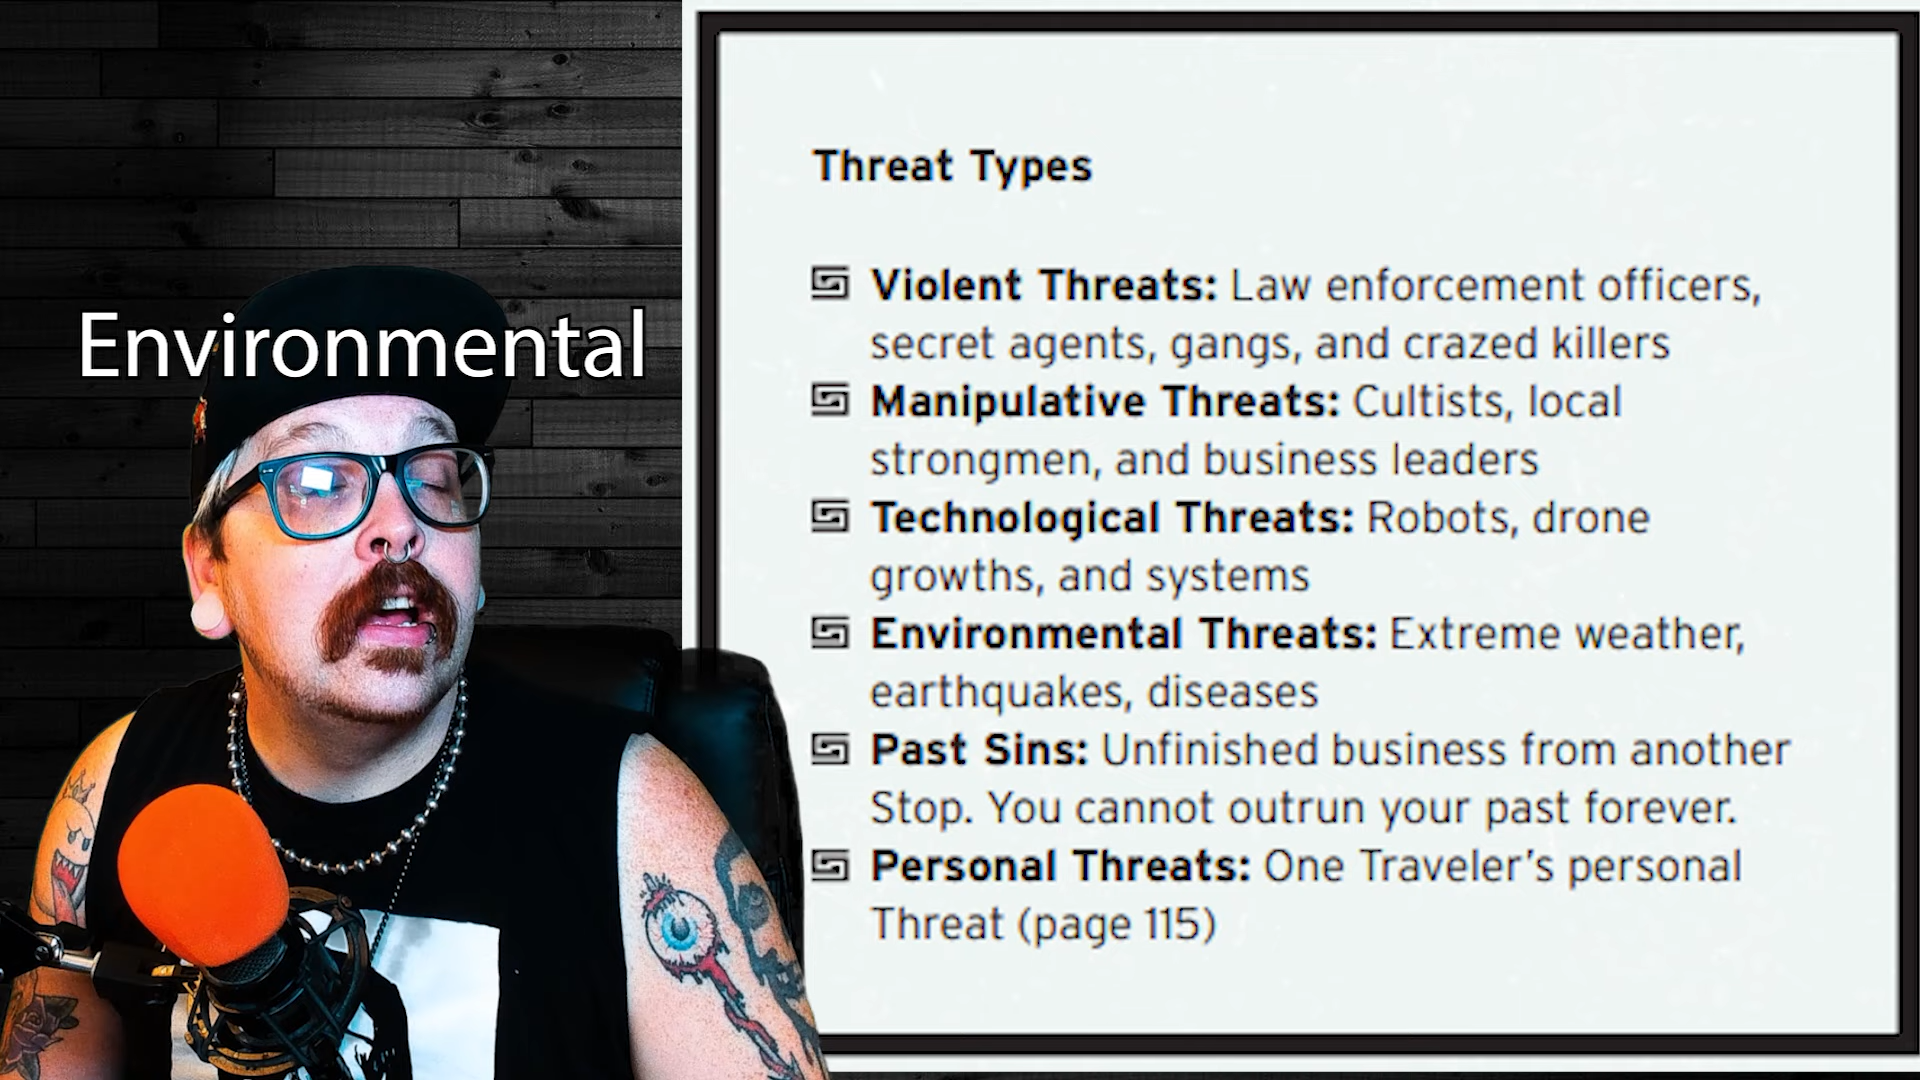 Environmental
Threat Types
Violent Threats: Law enforcement officers,
secret agents, gangs, and crazed killers
Manipulative Threats: Cultists, local
strongmen, and business leaders
Technological Threats: Robots, drone
growths, and systems
Environmental Threats: Extreme weather,
earthquakes, diseases
Past Sins: Unfinished business from another
Stop. You cannot outrun your past forever.
Personal Threats: One Traveler’s personal
Threat (page 115)